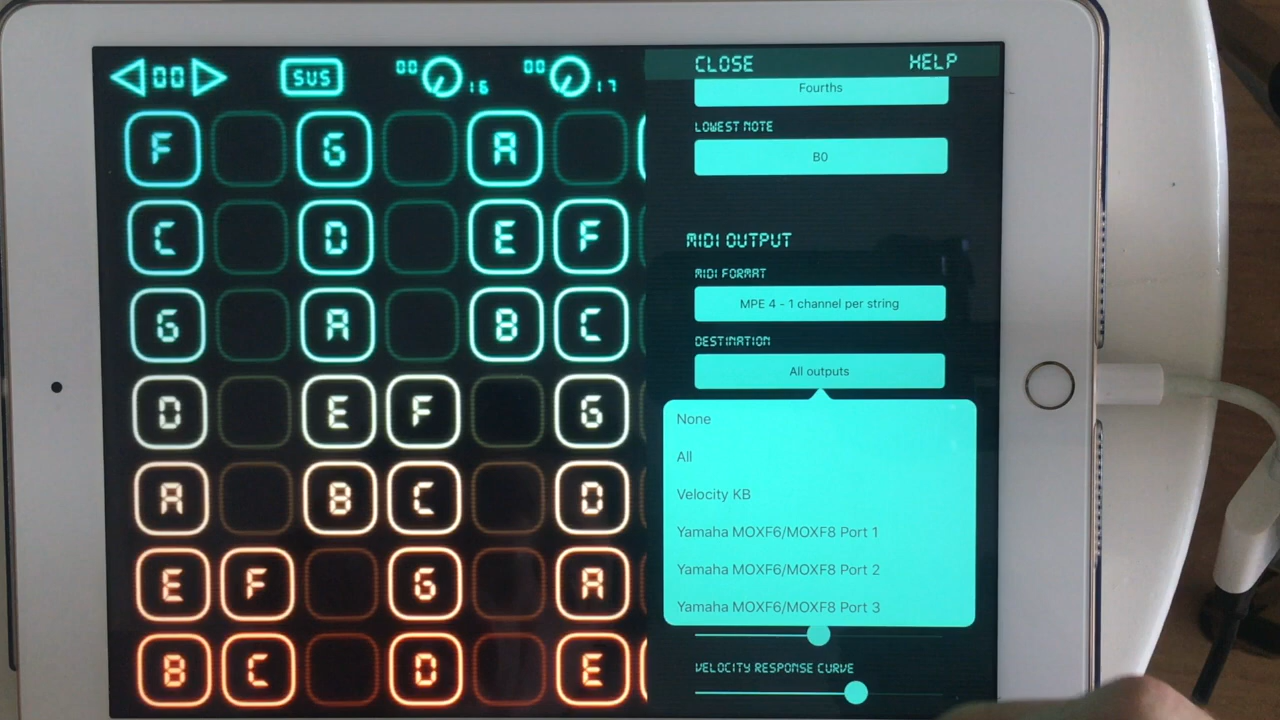 00 SUS 00 16 00 17
F G A
C D E F
G A B C
D E F G
A B C D
E F G A
B C D E
CLOSE HELP
Fourths
LOWEST NOTE
B0
MIDI OUTPUT
MIDI FORMAT
MPE 4 - 1 channel per string
DESTINATION
All outputs
None
All
Velocity KB
Yamaha MOXF6/MOXF8 Port 1
Yamaha MOXF6/MOXF8 Port 2
Yamaha MOXF6/MOXF8 Port 3
VELOCITY RESPONSE CURVE